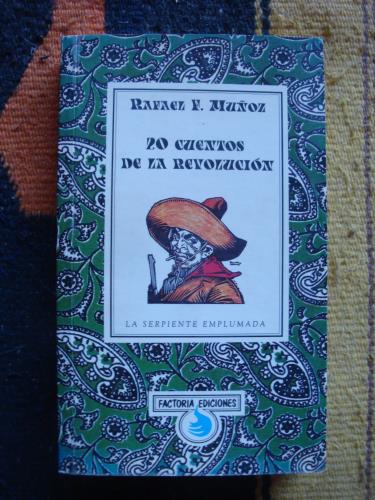 RAFAEL F. MUÑOZ
20 CUENTOS
DE LA REVOLUCIÓN
LA SERPIENTE EMPLUMADA
FACTORIA EDICIONES